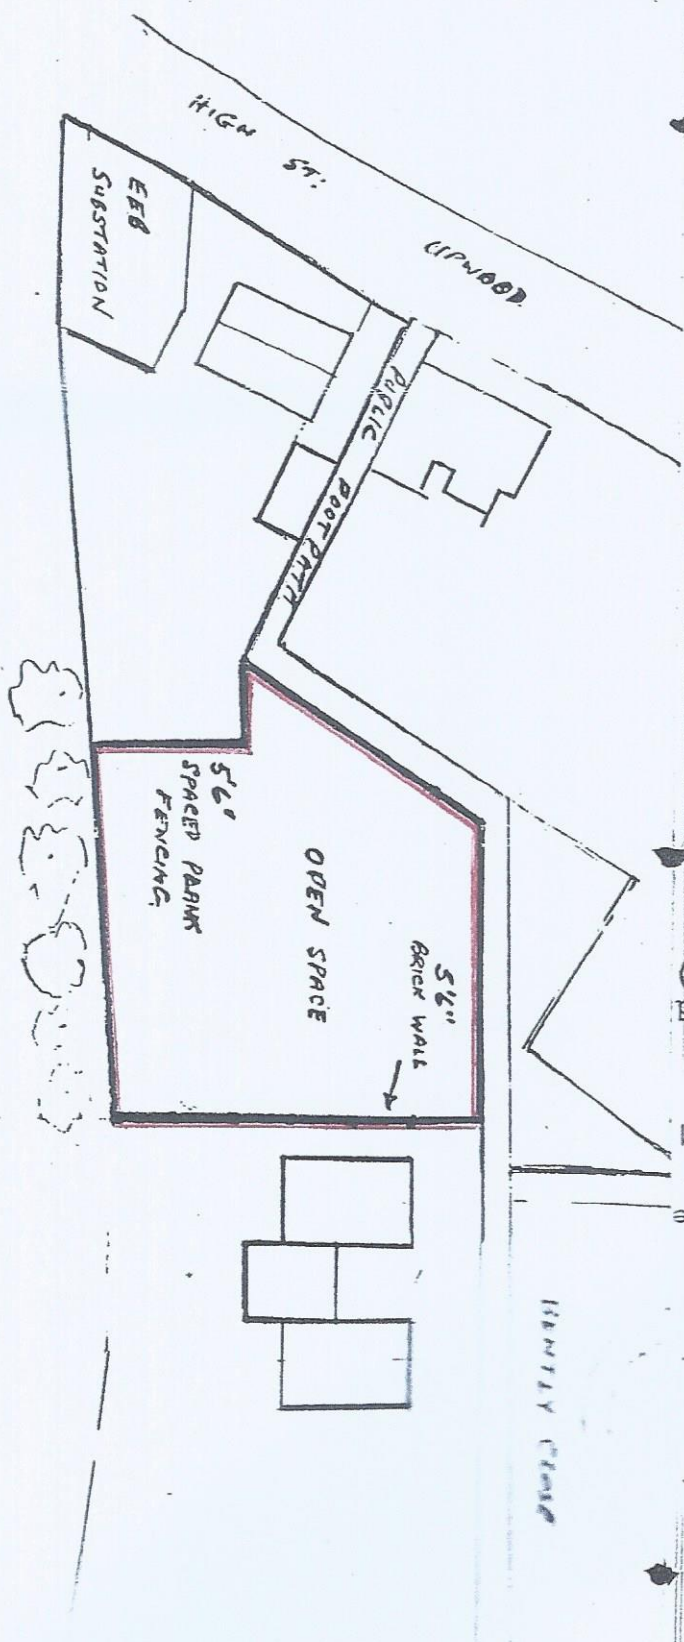 HIGH ST.
UPWOOD
EEB
SUBSTATION
PUBLIC FOOTPATH
5'6"
SPACED PLANK
FENCING
OPEN SPACE
5'6"
BRICK WALL